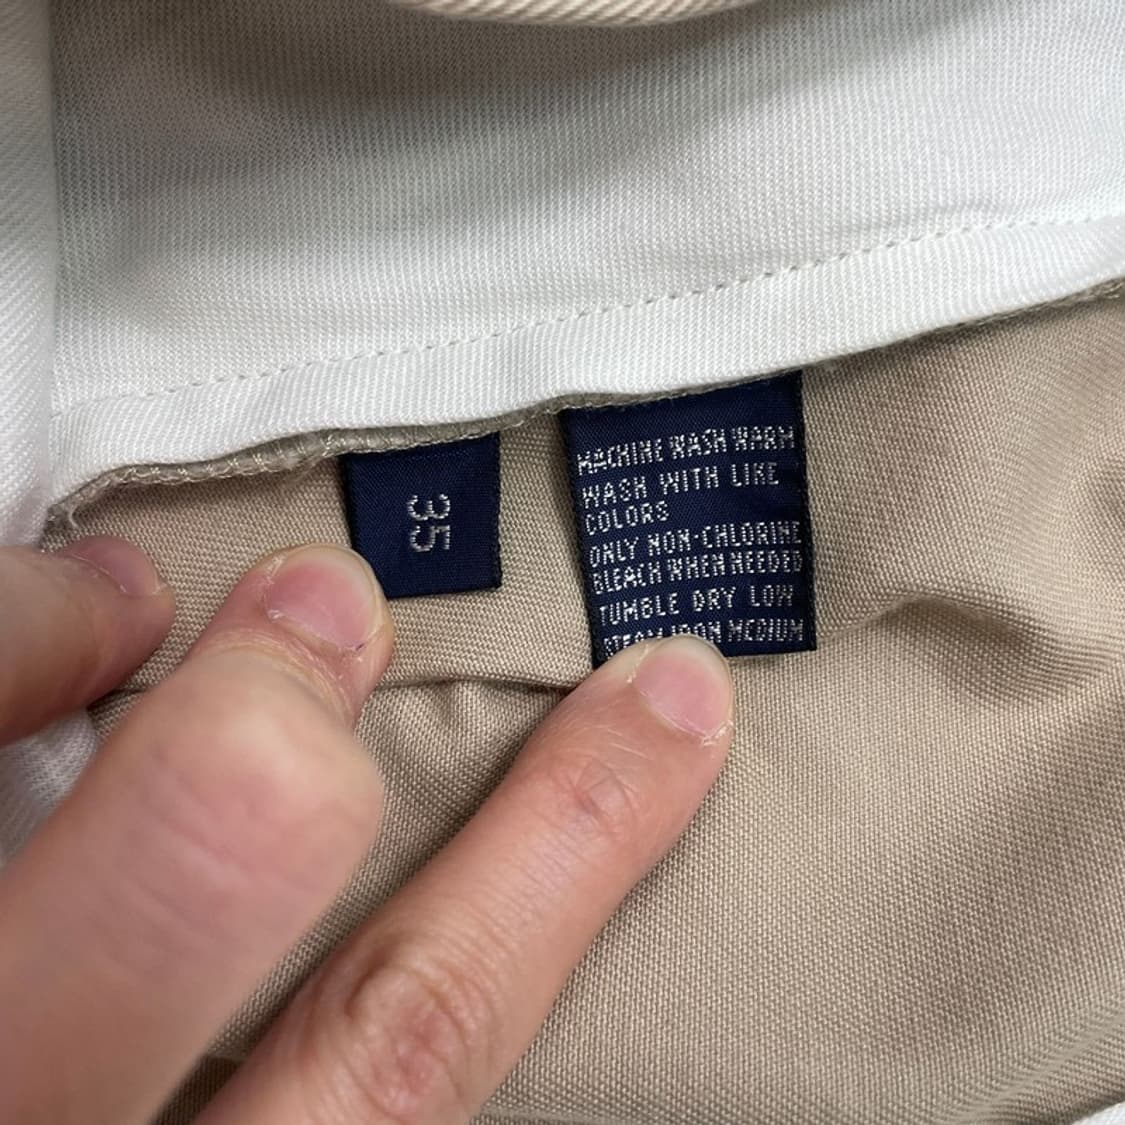 35
MACHINE WASH WARM
WASH WITH LIKE
COLORS
ONLY NON-CHLORINE
BLEACH WHEN NEEDED
TUMBLE DRY LOW
STEAM IRON MEDIUM